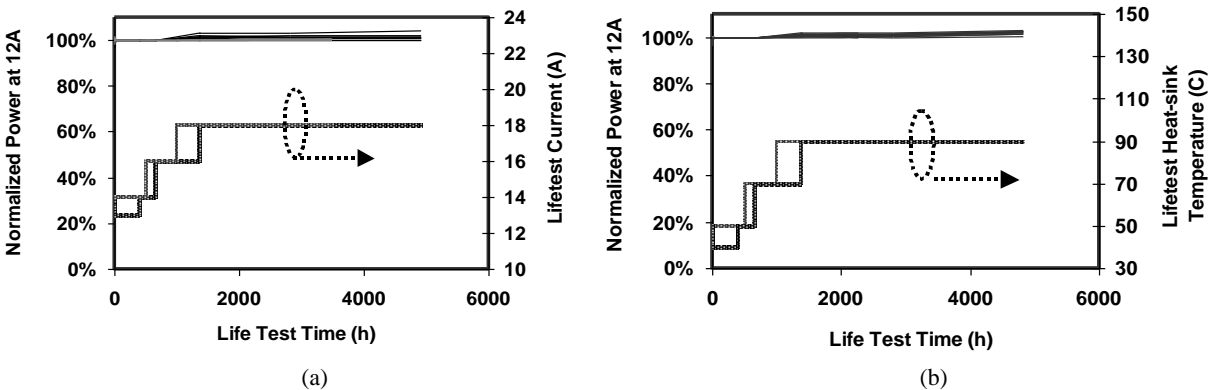 100%
80%
60%
40%
20%
0%
Normalized Power at 12A
24
22
20
18
16
14
12
10
Lifetest Current (A)
0 2000 4000 6000
Life Test Time (h)
(a)
100%
80%
60%
40%
20%
0%
Normalized Power at 12A
150
130
110
90
70
50
30
Lifetest Heat-sink
Temperature (C)
0 2000 4000 6000
Life Test Time (h)
(b)